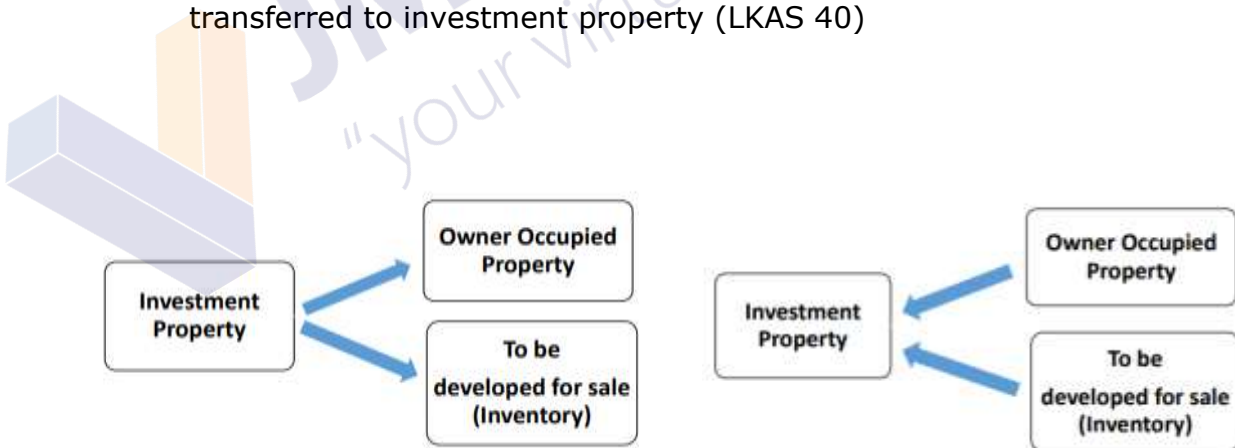 transferred to investment property (LKAS 40)
"your
Investment
Property
Owner Occupied
Property
To be
developed for sale
(Inventory)
Investment
Property
Owner Occupied
Property
To be
developed for sale
(Inventory)